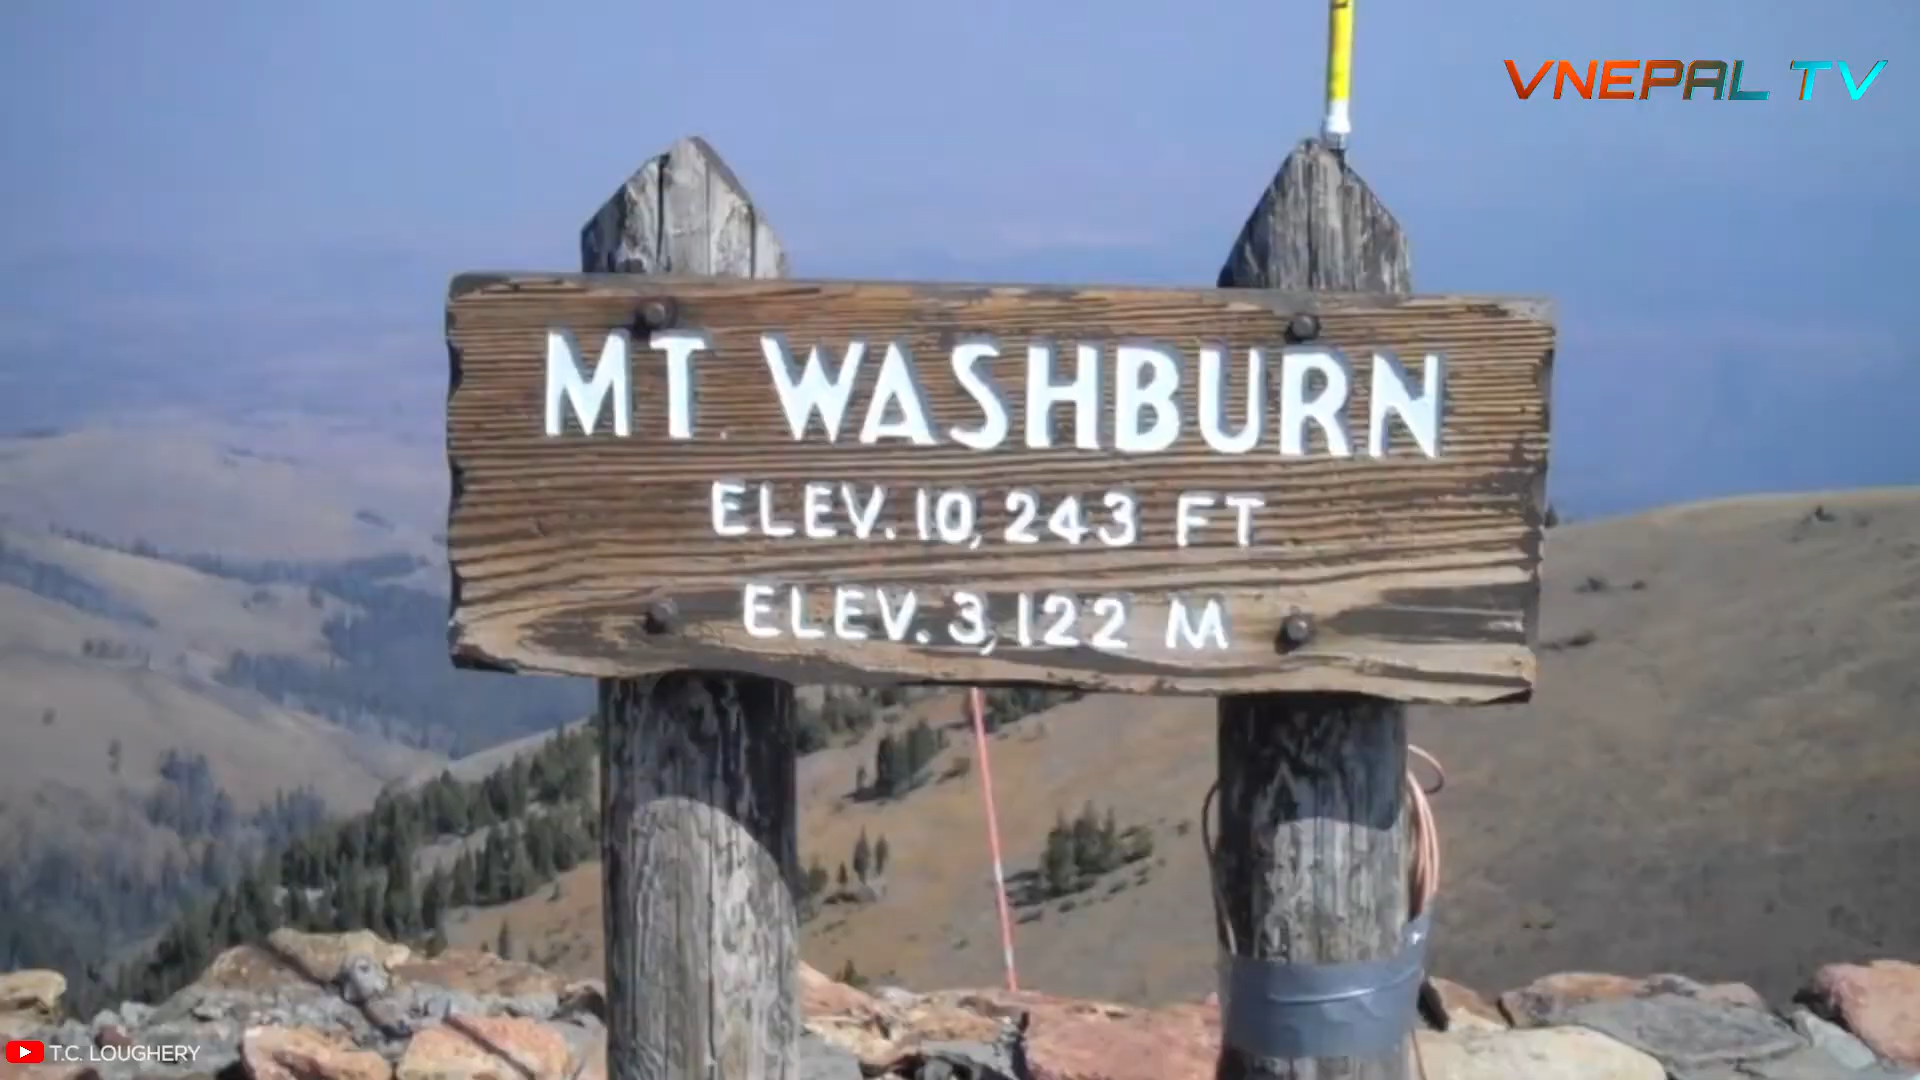 VNEPAL TV
MT. WASHBURN
ELEV. 10,243 FT
ELEV. 3,122 M
T.C. LOUGHERY